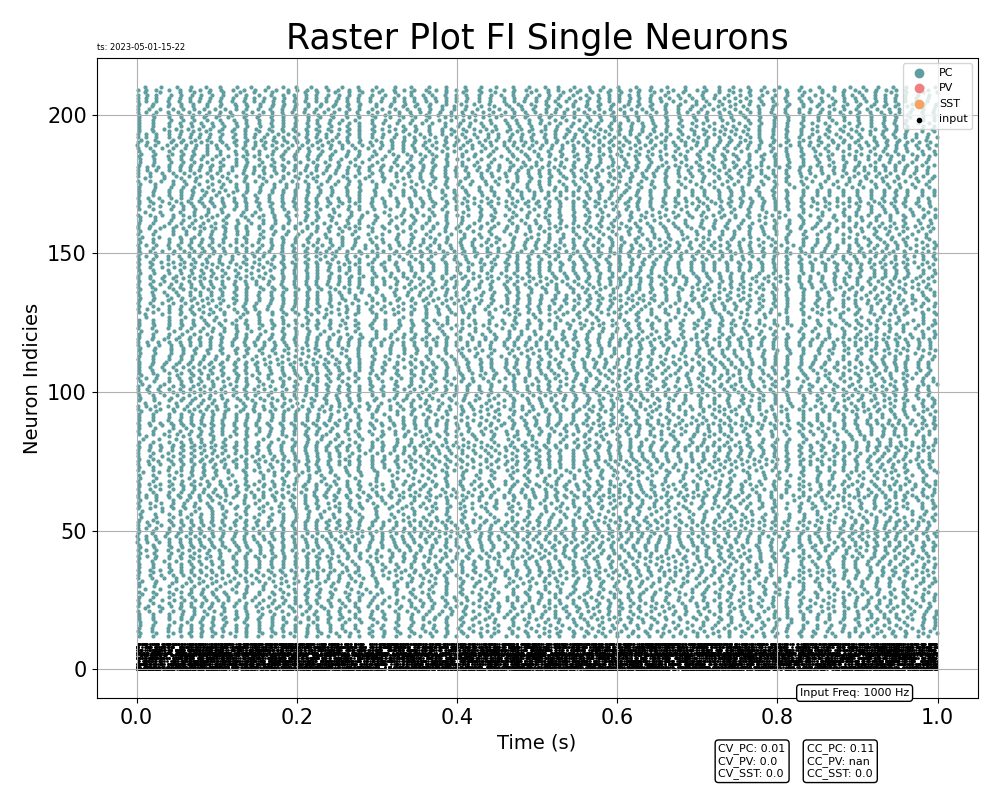 Raster Plot FI Single Neurons
ts: 2023-05-01-15-22
PC
PV
SST
input
200
150
100
50
0
Neuron Indicies
0.0 0.2 0.4 0.6 0.8 1.0
Time (s)
Input Freq: 1000 Hz
CV_PC: 0.01
CV_PV: 0.0
CV_SST: 0.0
CC_PC: 0.11
CC_PV: nan
CC_SST: 0.0